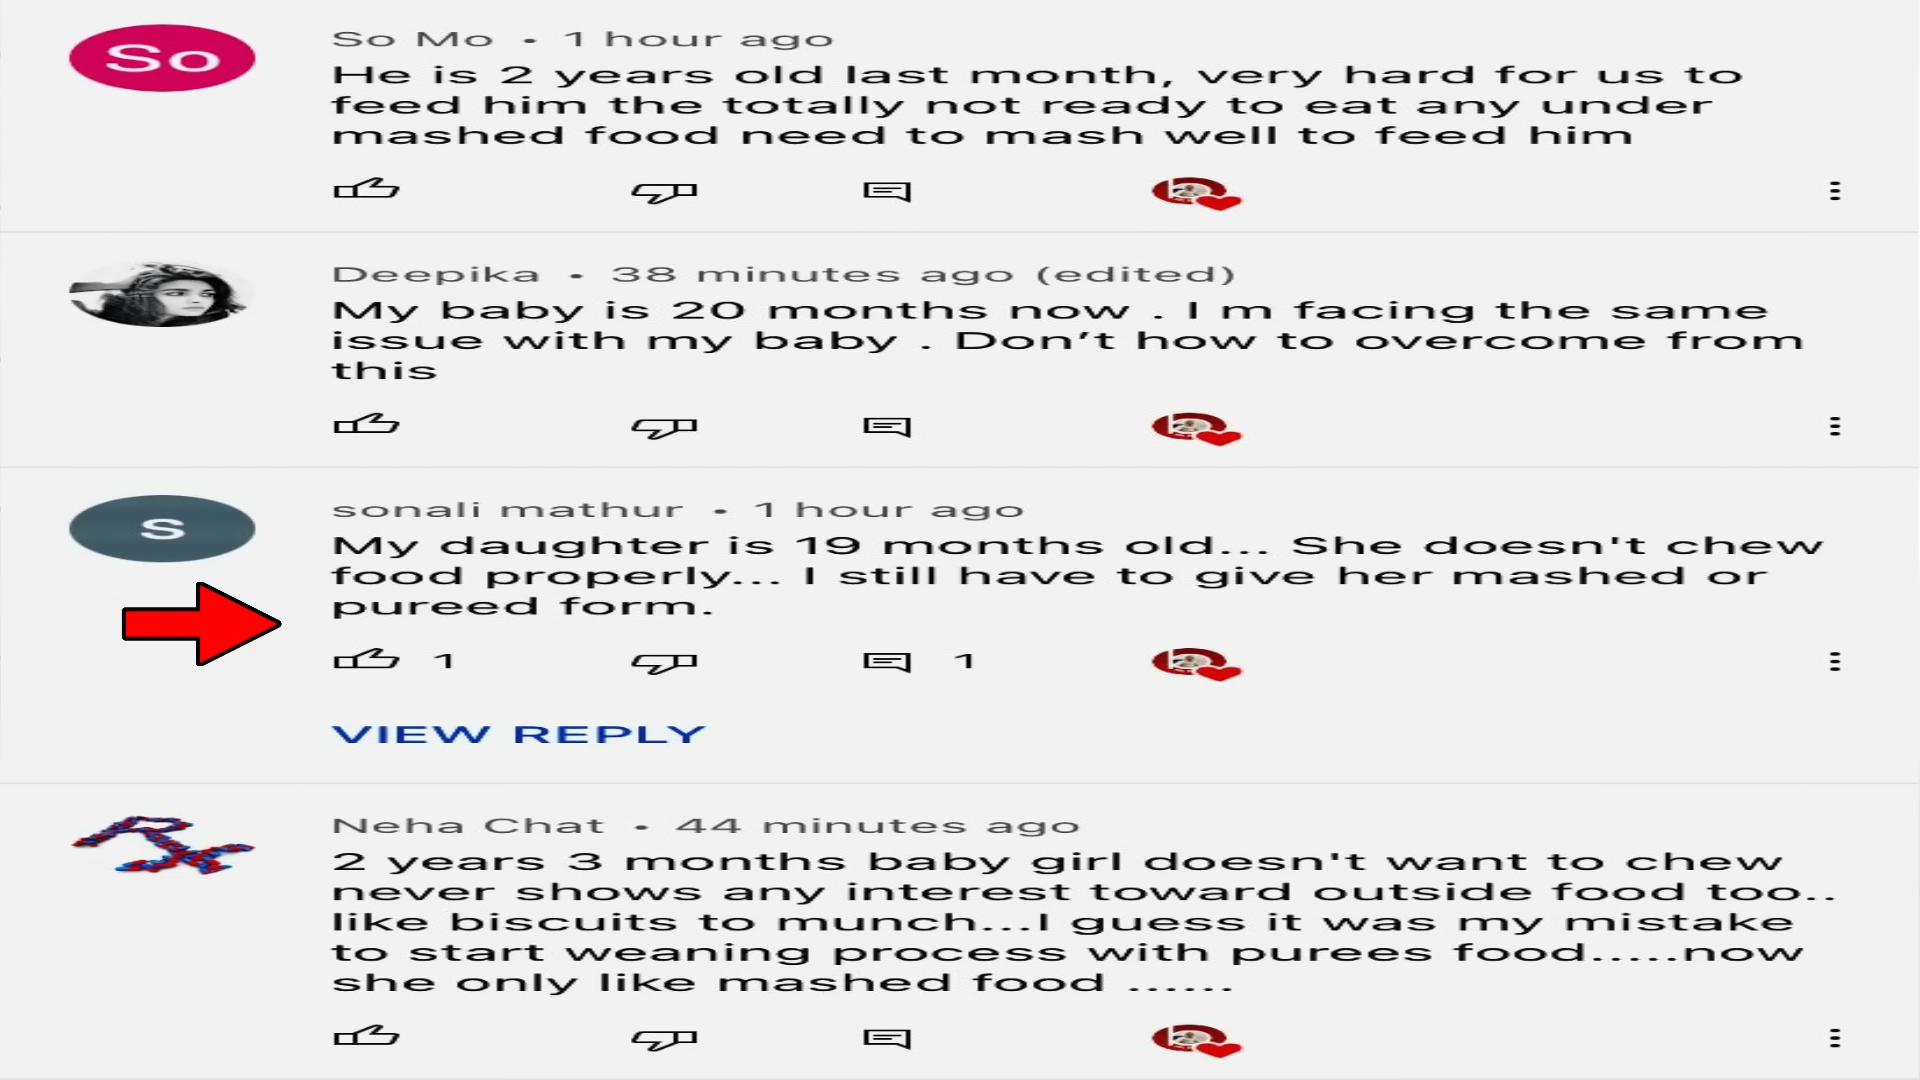 So
So Mo • 1 hour ago
He is 2 years old last month, very hard for us to
feed him the totally not ready to eat any under
mashed food need to mash well to feed him
Deepika • 38 minutes ago (edited)
My baby is 20 months now . I m facing the same
issue with my baby . Don’t how to overcome from
this
S
sonali mathur • 1 hour ago
My daughter is 19 months old... She doesn't chew
food properly... I still have to give her mashed or
pureed form.
1 1
VIEW REPLY
Neha Chat • 44 minutes ago
2 years 3 months baby girl doesn't want to chew
never shows any interest toward outside food too..
like biscuits to munch...I guess it was my mistake
to start weaning process with purees food.....now
she only like mashed food ......